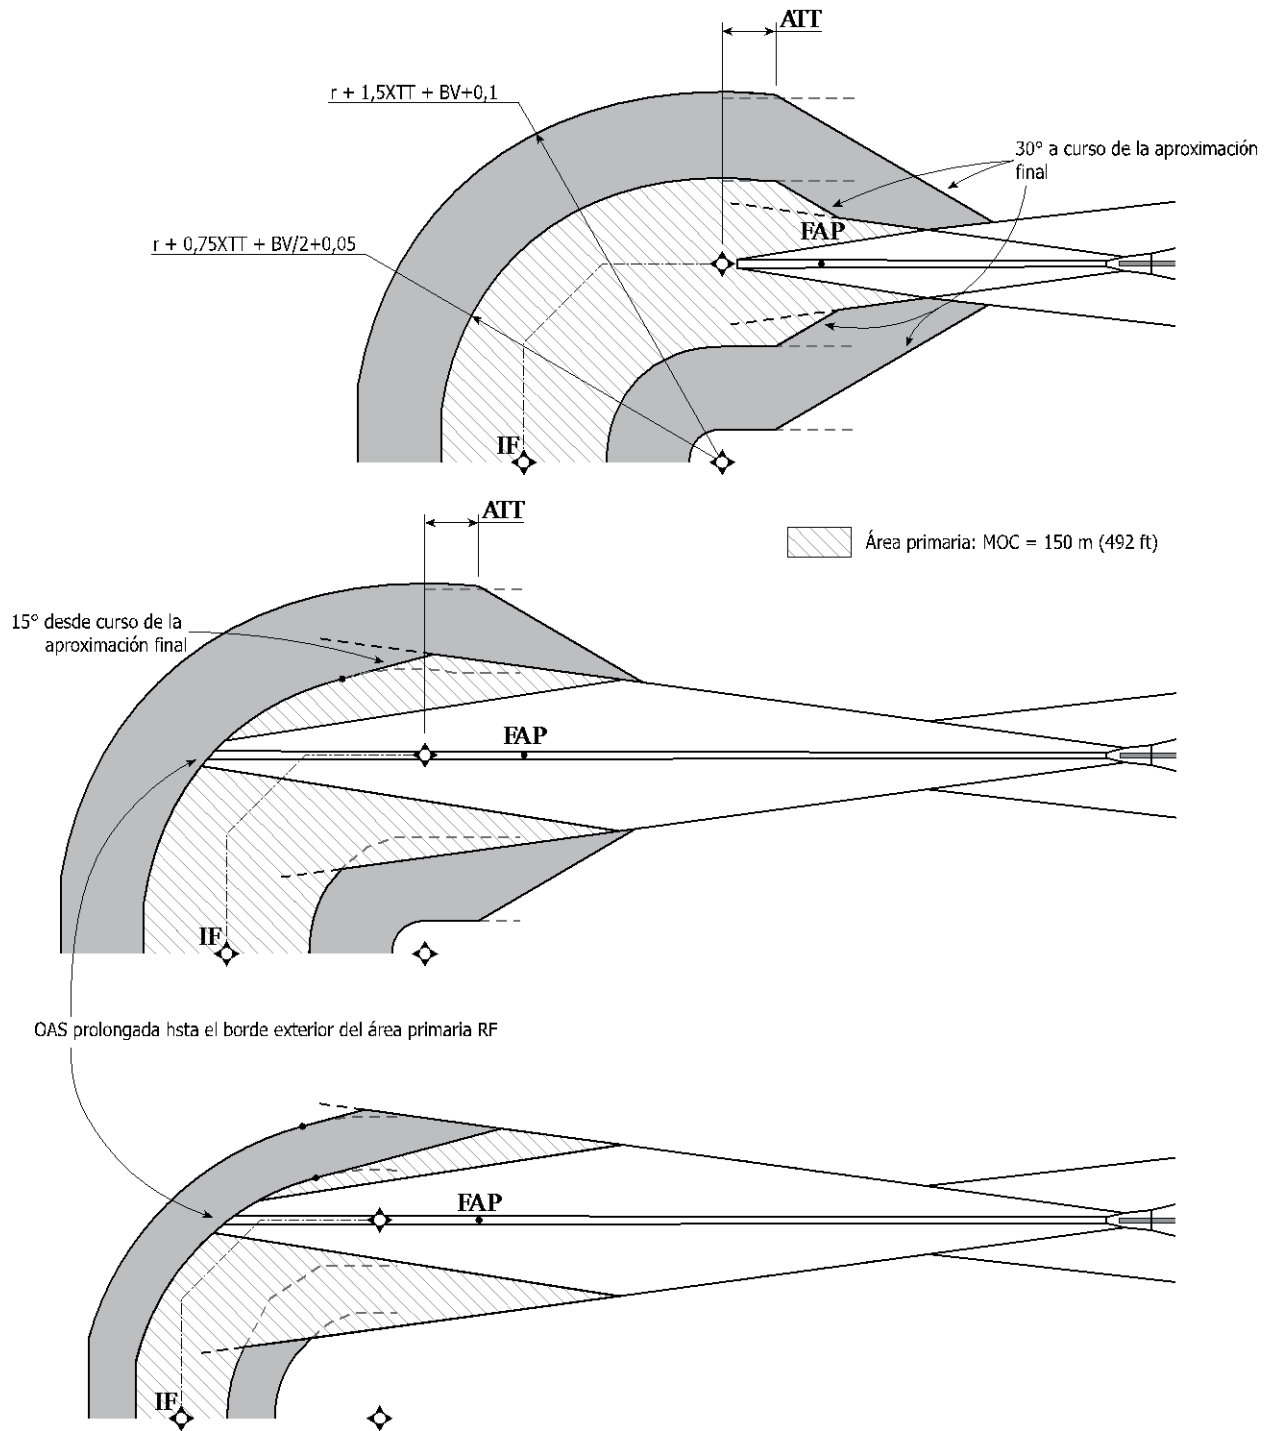 ATT
r + 1,5XTT + BV+0,1
30° a curso de la aproximación
final
FAP
r + 0,75XTT + BV/2+0,05
IF
ATT
Área primaria: MOC = 150 m (492 ft)
15° desde curso de la
aproximación final
FAP
IF
OAS prolongada hsta el borde exterior del área primaria RF
FAP
IF